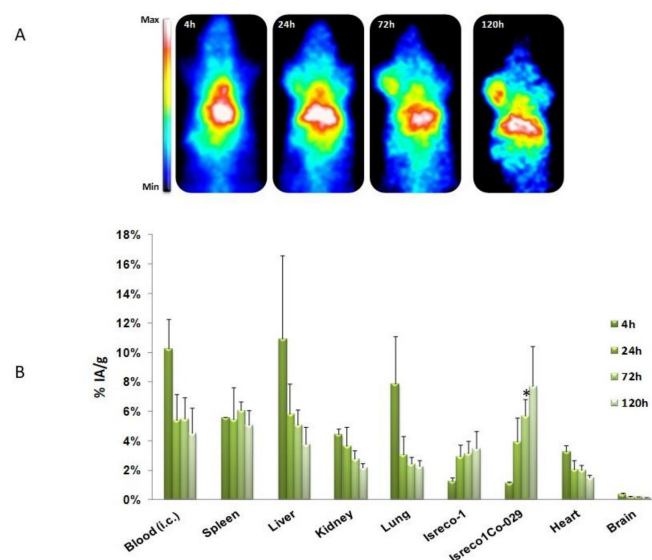 A
Max
Min
4h
24h
72h
120h
B
% IA/g
18%
16%
14%
12%
10%
8%
6%
4%
2%
0%
*
4h
24h
72h
120h
Blood (i.c.)
Spleen
Liver
Kidney
Lung
Isreco-1
Isreco1Co-029
Heart
Brain